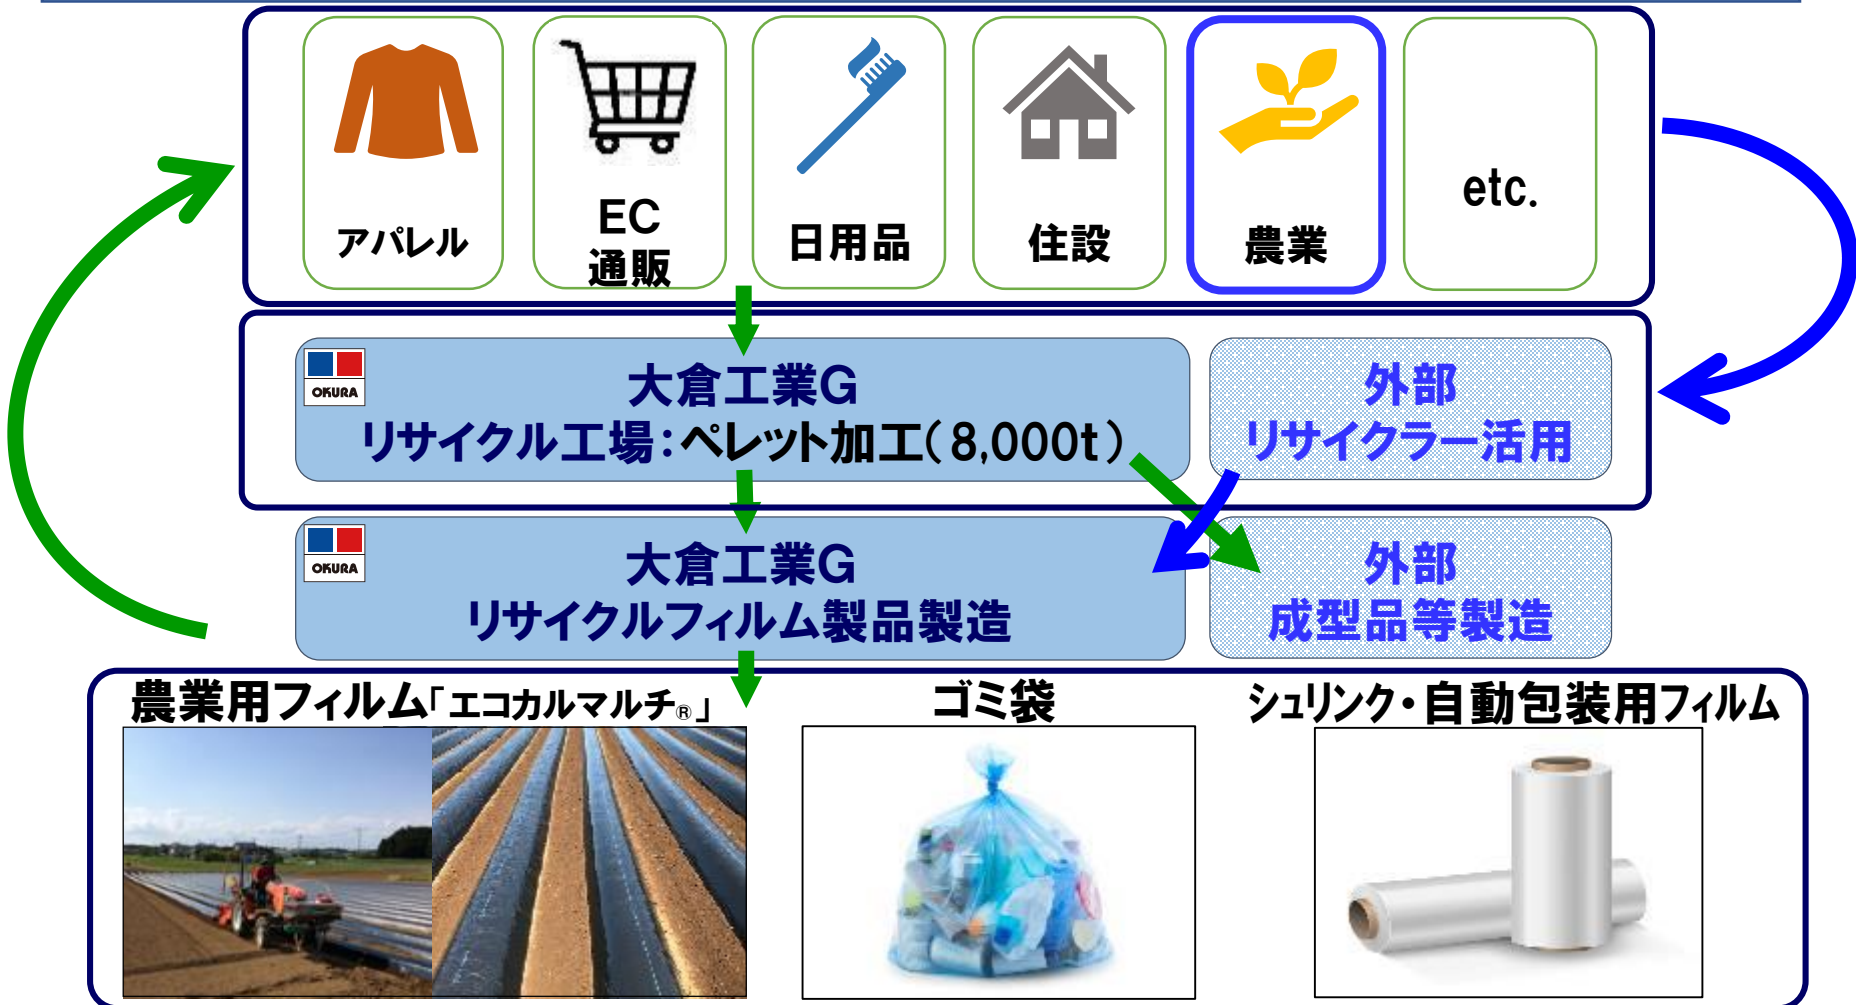 アパレル
EC
通販
日用品
住設
農業
etc.
OKURA
大倉工業G
リサイクル工場：ペレット加工（8,000t）
外部
リサイクラー活用
OKURA
大倉工業G
リサイクルフィルム製品製造
外部
成型品等製造
農業用フィルム「エコカルマルチ®」
ゴミ袋
シュリンク・自動包装用フィルム